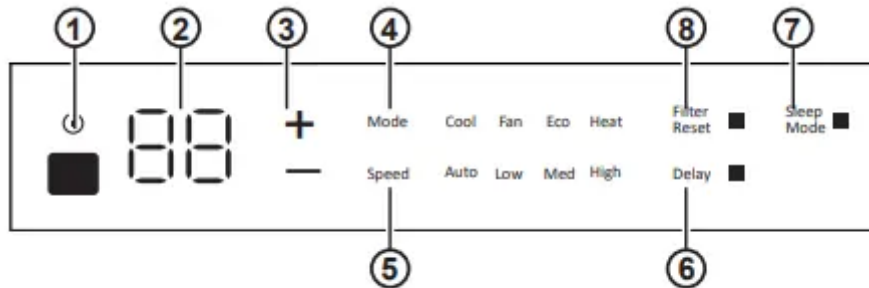 1 2 3 4 8 7
88 + Mode Cool Fan Eco Heat Filter Reset Sleep Mode
− Speed Auto Low Med High Delay
5 6